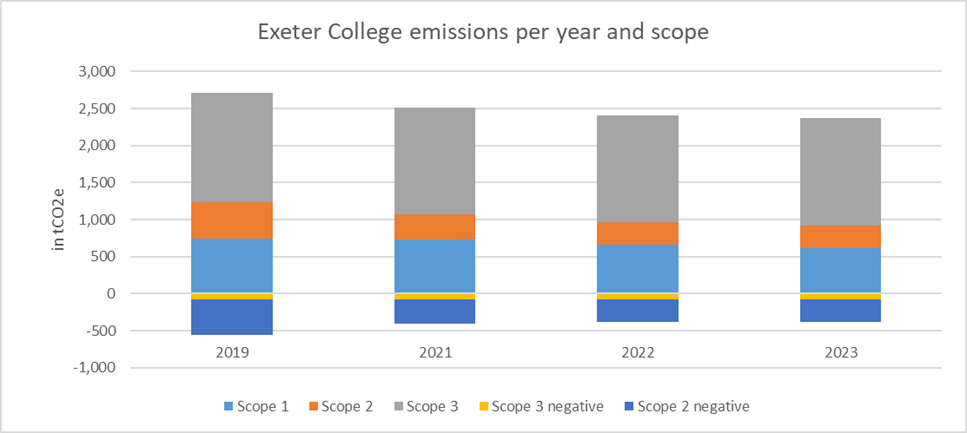 Exeter College emissions per year and scope
3,000
2,500
2,000
1,500
1,000
500
0
-500
-1,000
in tCO2e
2019 2021 2022 2023
Scope 1 Scope 2 Scope 3 Scope 3 negative Scope 2 negative